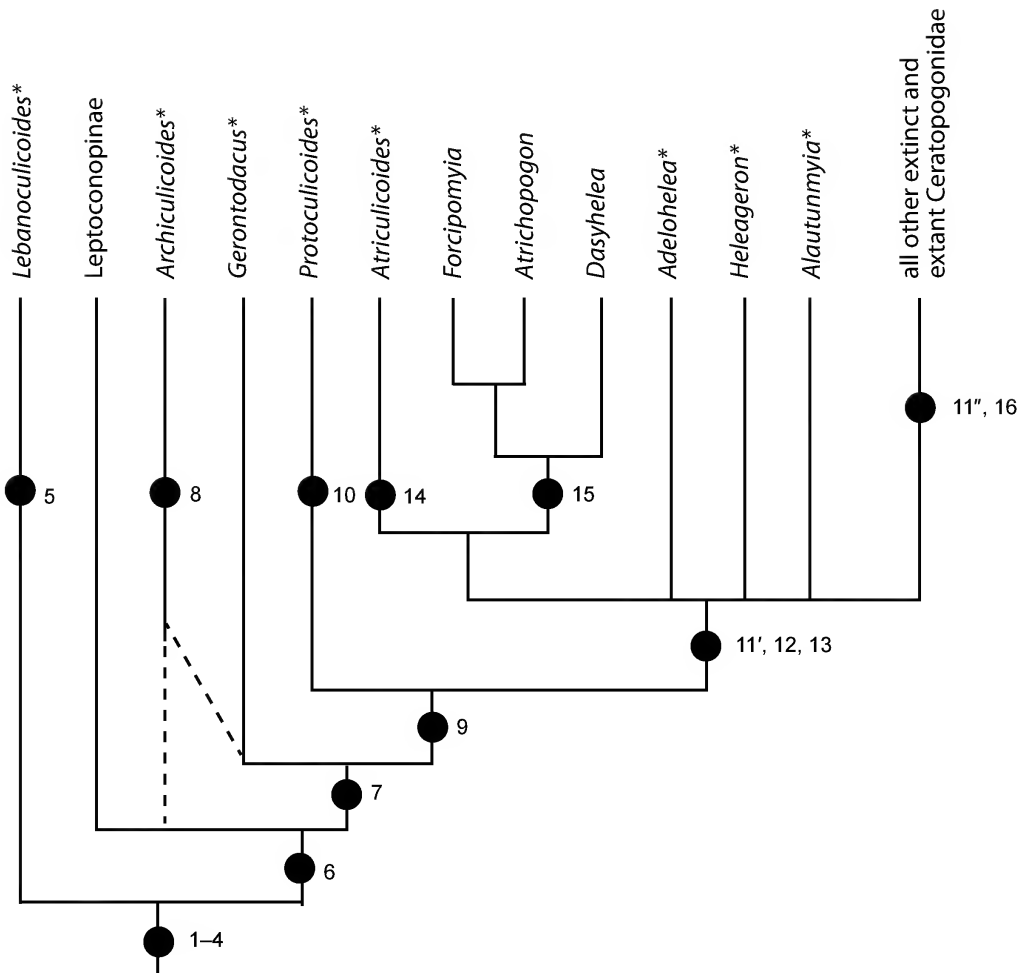 Lebanoculicoides*
Leptoconopinae
Archiculicoides*
Gerontodacus*
Protoculicoides*
Atriculicoides*
Forcipomyia
Atrichopogon
Dasyhelea
Adelohelea*
Heleageron*
Alautunmyia*
all other extinct and
extant Ceratopogonidae
11″, 16
5
8
10
14
15
11′, 12, 13
9
7
6
1–4